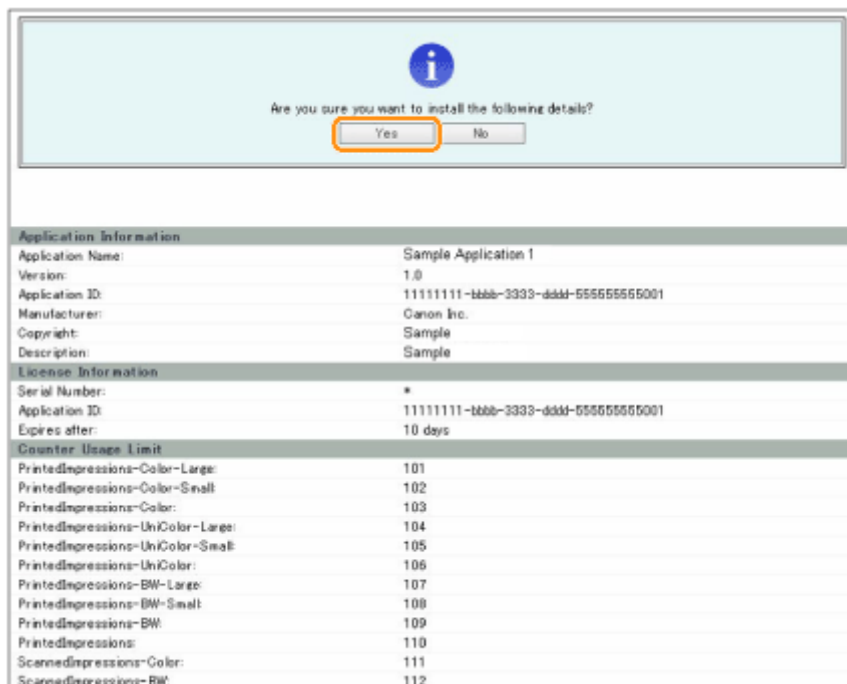 Are you sure you want to install the following details?
Yes No
Application Information
Application Name: Sample Application 1
Version: 1.0
Application ID: 11111111-bbbb-3333-dddd-555555555001
Manufacturer: Canon Inc.
Copyright: Sample
Description: Sample
License Information
Serial Number: *
Application ID: 11111111-bbbb-3333-dddd-555555555001
Expires after: 10 days
Counter Usage Limit
PrintedImpressions-Color-Large: 101
PrintedImpressions-Color-Small: 102
PrintedImpressions-Color: 103
PrintedImpressions-UniColor-Large: 104
PrintedImpressions-UniColor-Small: 105
PrintedImpressions-UniColor: 106
PrintedImpressions-BW-Large: 107
PrintedImpressions-BW-Small: 108
PrintedImpressions-BW: 109
PrintedImpressions: 110
ScannedImpressions-Color: 111
ScannedImpressions-BW: 112